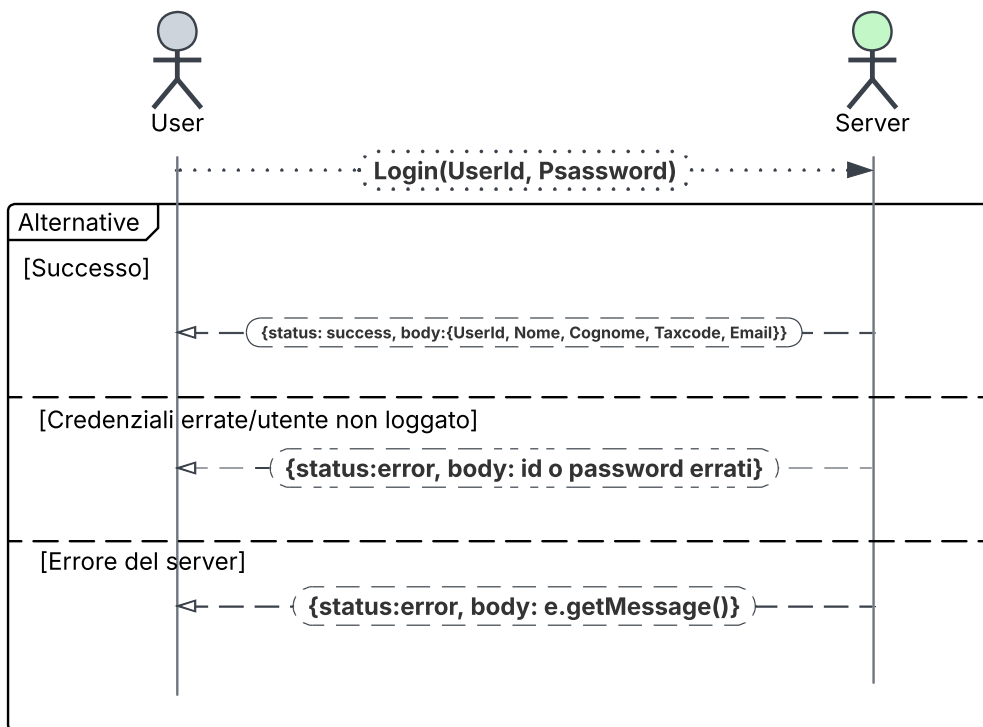 User
Server
Login(UserId, Psassword)
Alternative
[Successo]
{status: success, body:{UserId, Nome, Cognome, Taxcode, Email}}
[Credenziali errate/utente non loggato]
{status:error, body: id o password errati}
[Errore del server]
{status:error, body: e.getMessage()}